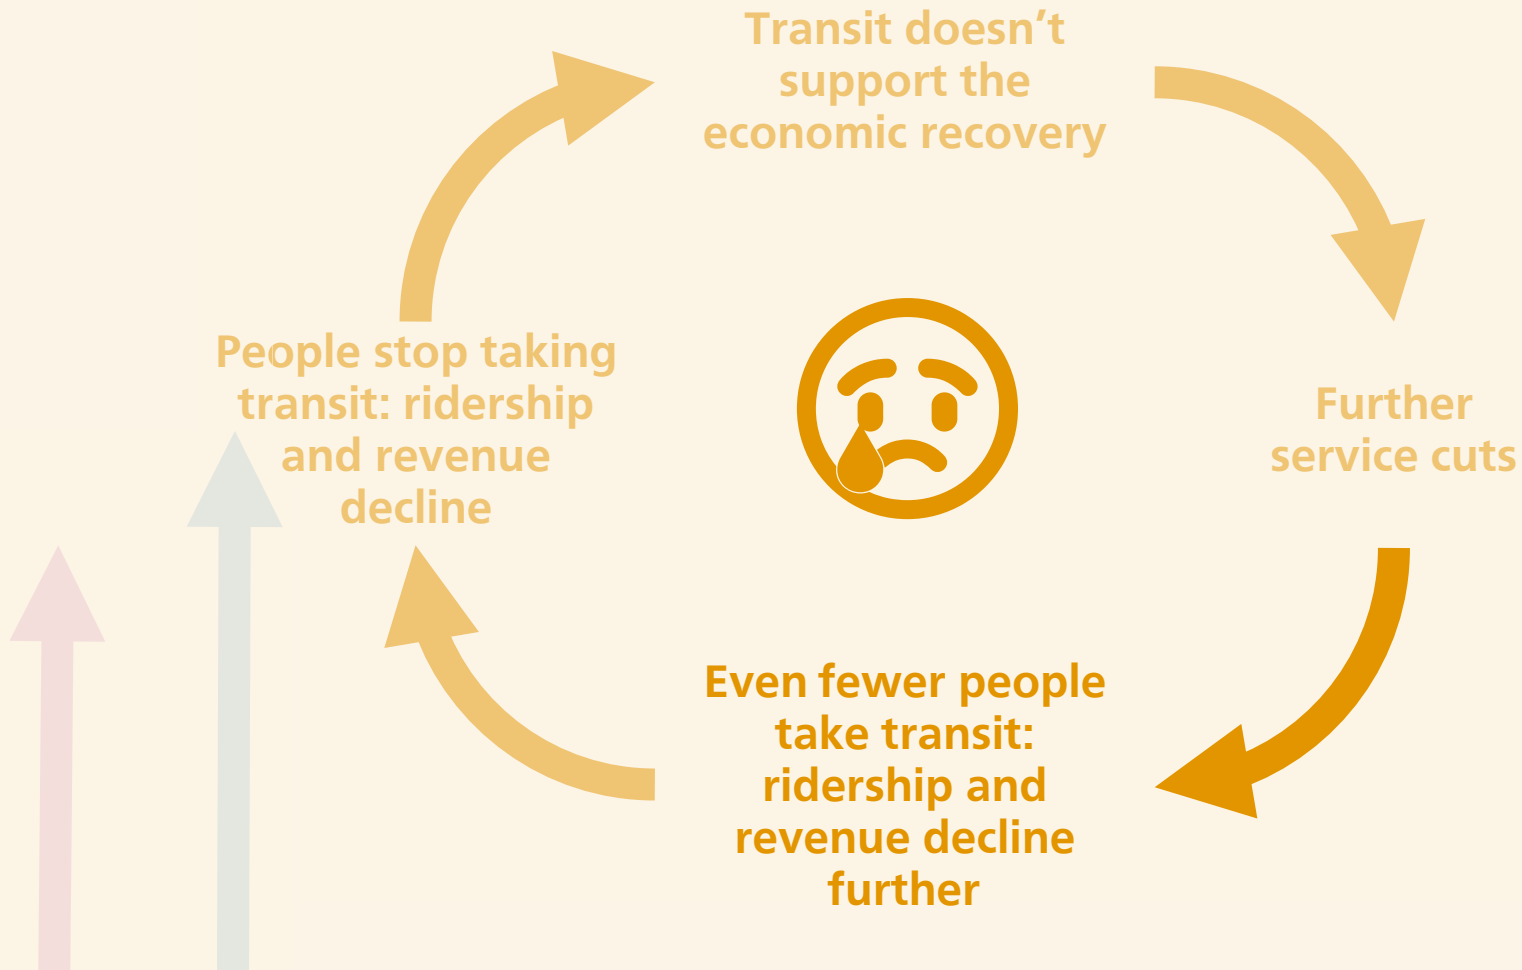 Transit doesn’t
support the
economic recovery
People stop taking
transit: ridership
and revenue
decline
Further
service cuts
Even fewer people
take transit:
ridership and
revenue decline
further